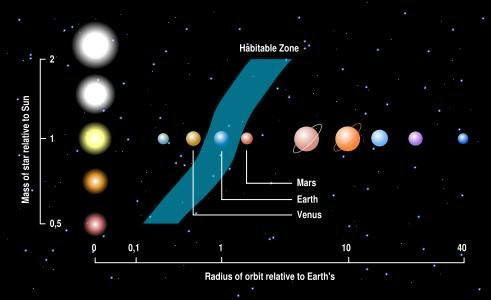 Habitable Zone
Mass of star relative to Sun
2
1
0,5
Mars
Earth
Venus
0 0,1 1 10 40
Radius of orbit relative to Earth's